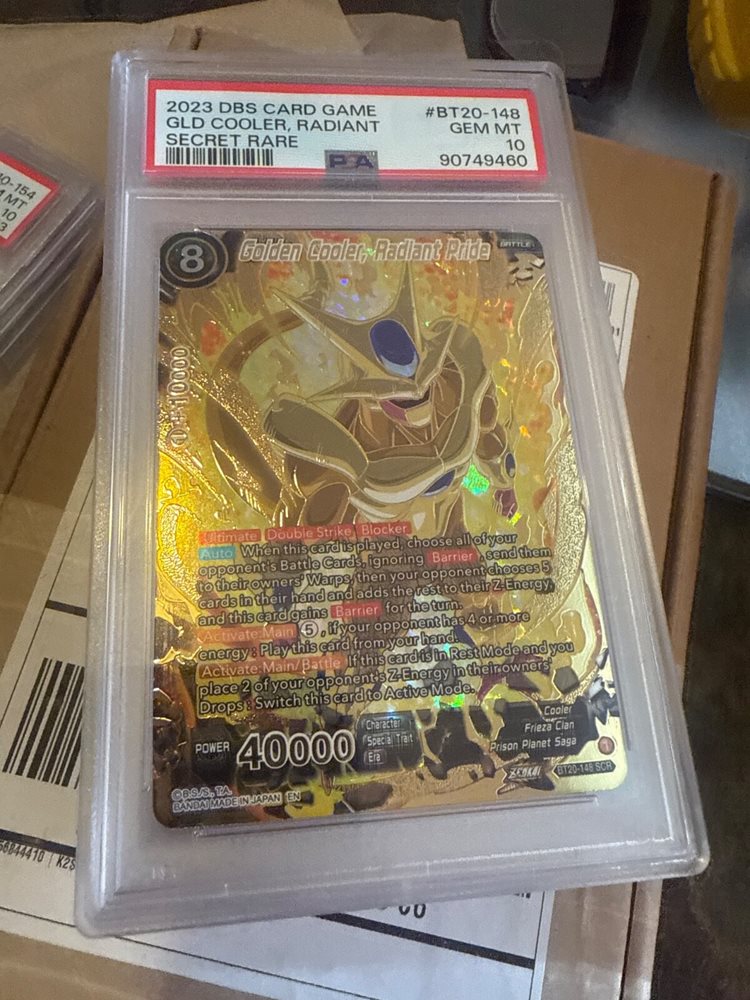 2023 DBS CARD GAME #BT20-148
GLD COOLER, RADIANT GEM MT
SECRET RARE 10
PSA 90749460
0-154
MT
10
3
8 Golden Cooler, Radiant Pride BATTLE
+10000
Ultimate Double Strike Blocker
Auto When this card is played, choose all of your
opponent's Battle Cards, ignoring Barrier, send them
to their owners' Warps, then your opponent chooses 5
cards in their hand and adds the rest to their Z-Energy,
and this card gains Barrier for the turn.
Activate:Main 5, if your opponent has 4 or more
energy : Play this card from your hand.
Activate:Main/Battle If this card is in Rest Mode and you
place 2 of your opponent's Z-Energy in their owners'
Drops : Switch this card to Active Mode.
POWER 40000
Character Cooler
Special Trait Frieza Clan
Era Prison Planet Saga
ZENKAI BT20-148 SCR
©B.S./S., T.A.
BANDAI MADE IN JAPAN EN